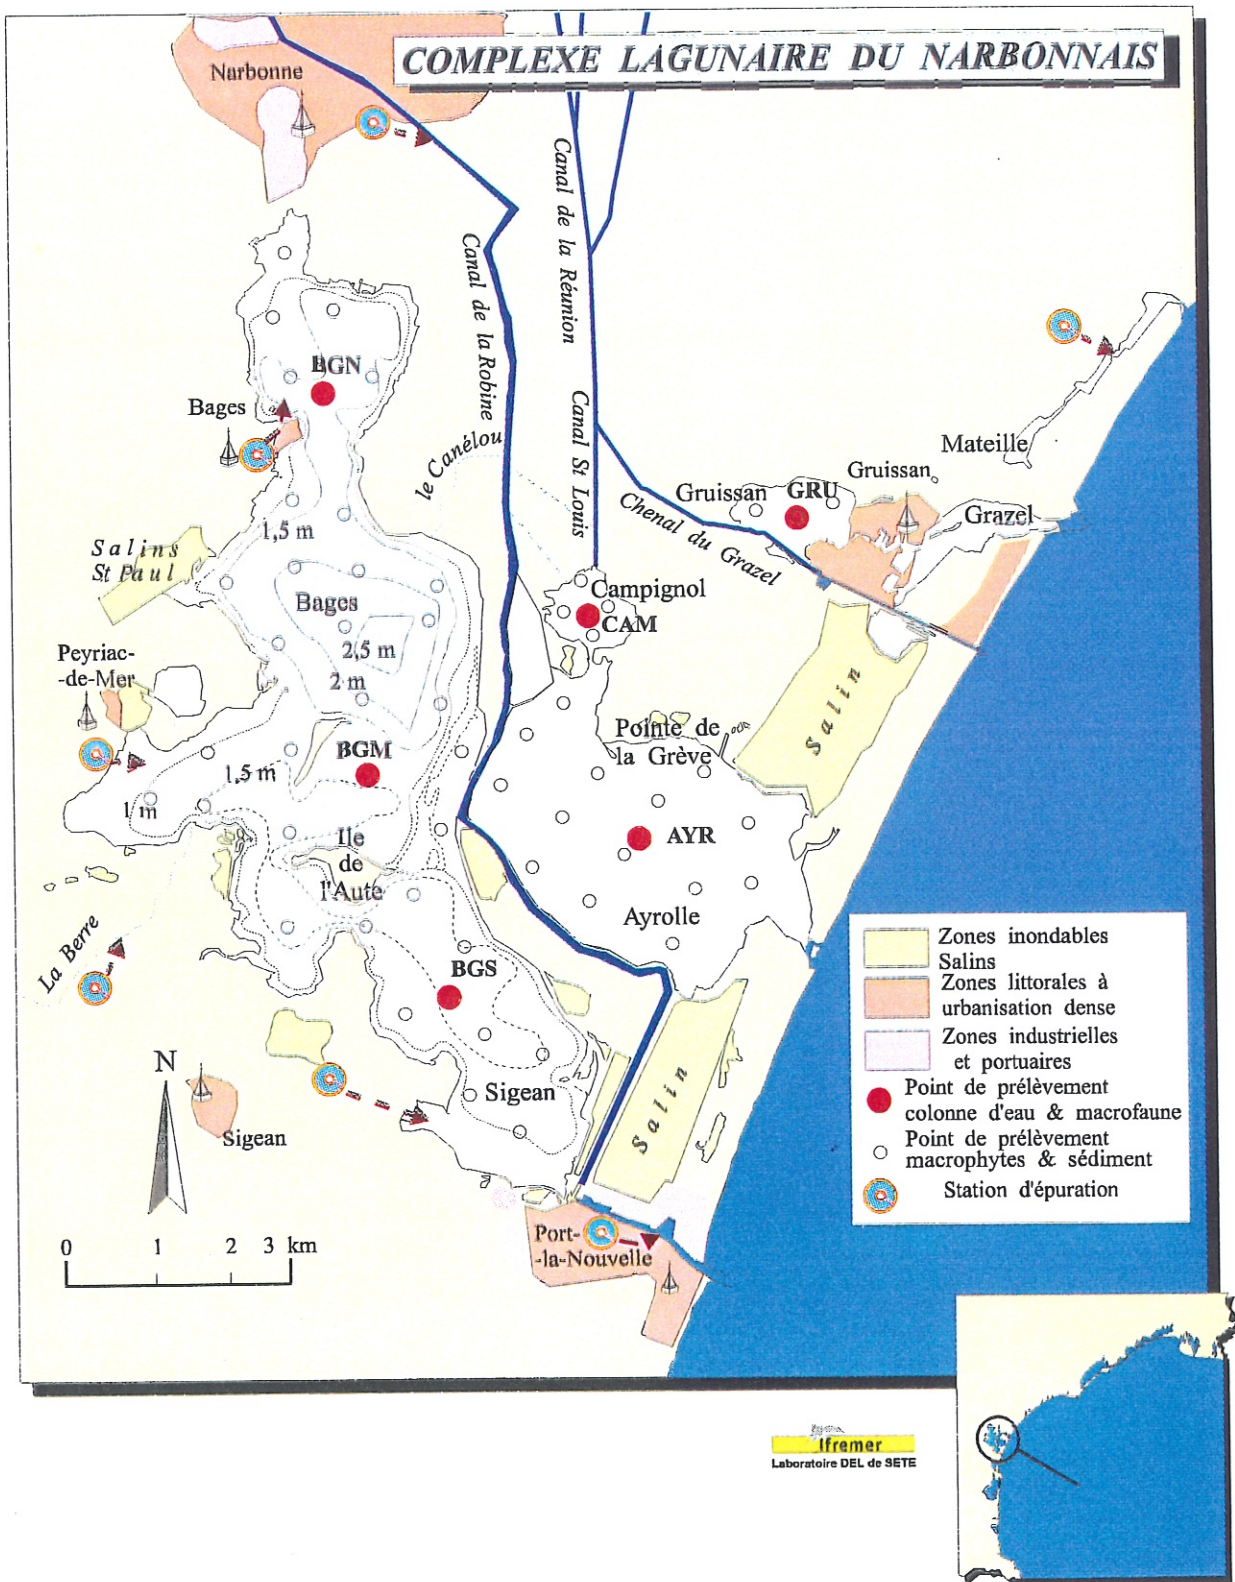 COMPLEXE LAGUNAIRE DU NARBONNAIS
Narbonne
Canal de la Réunion
Canal de la Robine
Canal St Louis
le Canélou
BGN
Bages
Mateille
Gruissan
Gruissan
GRU
Grazel
Chenal du Grazel
1,5 m
Salins
St Paul
Campignol
CAM
Bages
2,5 m
2 m
Peyriac-
-de-Mer
Salin
Pointe de
la Grève
BGM
1,5 m
1 m
AYR
Ile
de
l'Aute
Ayrolle
La Berre
BGS
Sigean
Salin
N
Sigean
Port-
-la-Nouvelle
0 1 2 3 km
Zones inondables
Salins
Zones littorales à
urbanisation dense
Zones industrielles
et portuaires
Point de prélèvement
colonne d'eau & macrofaune
Point de prélèvement
macrophytes & sédiment
Station d'épuration
Ifremer
Laboratoire DEL de SETE